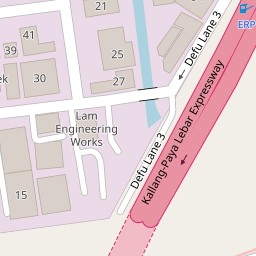 21
41
39
25
ERP
ek
30
27
Defu Lane 3
Lam
Engineering
Works
Defu Lane 3
Kallang-Paya Lebar Expressway
15